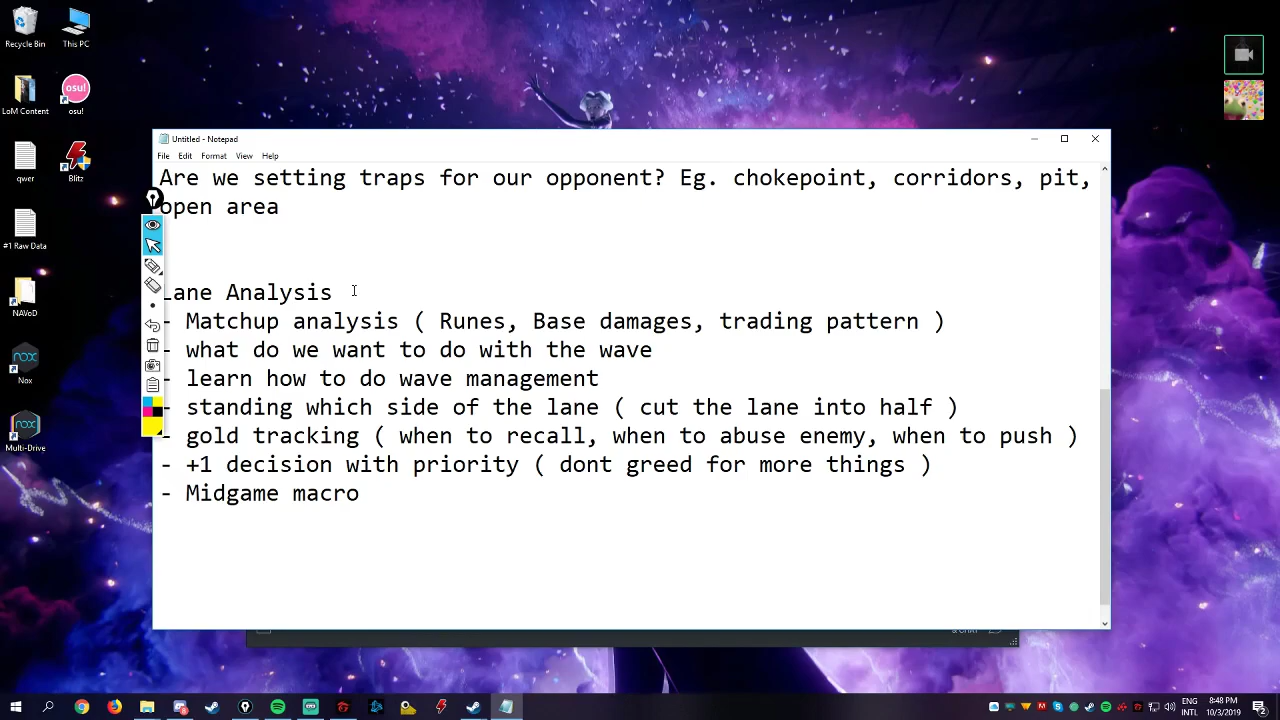 Recycle Bin
This PC
LoM Content
osu!
osu!
qwer
Blitz
#1 Raw Data
NAVoD
Nox
Multi-Drive
Untitled - Notepad
File Edit Format View Help
Are we setting traps for our opponent? Eg. chokepoint, corridors, pit,
open area
Lane Analysis
- Matchup analysis ( Runes, Base damages, trading pattern )
- what do we want to do with the wave
- learn how to do wave management
- standing which side of the lane ( cut the lane into half )
- gold tracking ( when to recall, when to abuse enemy, when to push )
- +1 decision with priority ( dont greed for more things )
- Midgame macro
& CHAT
ENG
INTL
8:48 PM
10/3/2019
2